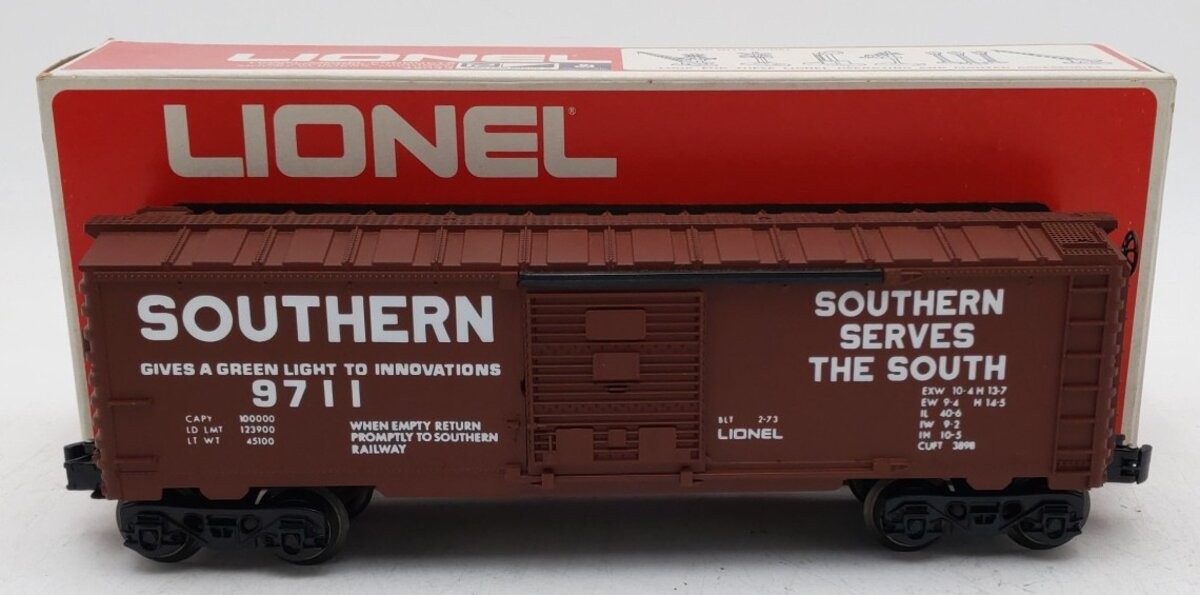 LIONEL
LIONEL®
SOUTHERN
GIVES A GREEN LIGHT TO INNOVATIONS
9711
CAPY 100000
LD LMT 123900
LT WT 45100
WHEN EMPTY RETURN
PROMPTLY TO SOUTHERN
RAILWAY
BLT 2-73
LIONEL
SOUTHERN
SERVES
THE SOUTH
EXW 10-4 H 13-7
EW 9-4 H 14-5
IL 40-6
IW 9-2
IH 10-5
CUFT 3898